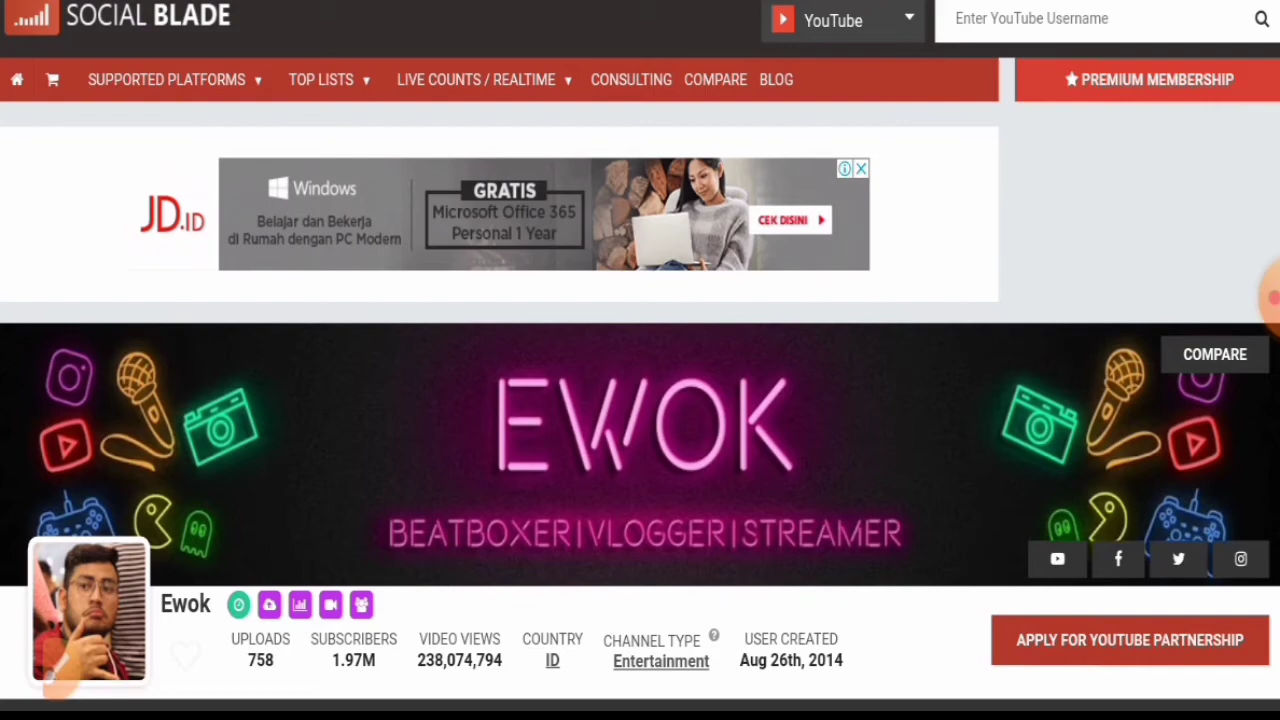 SOCIAL BLADE
YouTube
Enter YouTube Username
SUPPORTED PLATFORMS
TOP LISTS
LIVE COUNTS / REALTIME
CONSULTING
COMPARE
BLOG
PREMIUM MEMBERSHIP
JD.ID
Windows
Belajar dan Bekerja
di Rumah dengan PC Modern
GRATIS
Microsoft Office 365
Personal 1 Year
CEK DISINI
COMPARE
EWOK
BEATBOXER|VLOGGER|STREAMER
Ewok
UPLOADS
758
SUBSCRIBERS
1.97M
VIDEO VIEWS
238,074,794
COUNTRY
ID
CHANNEL TYPE
Entertainment
USER CREATED
Aug 26th, 2014
APPLY FOR YOUTUBE PARTNERSHIP